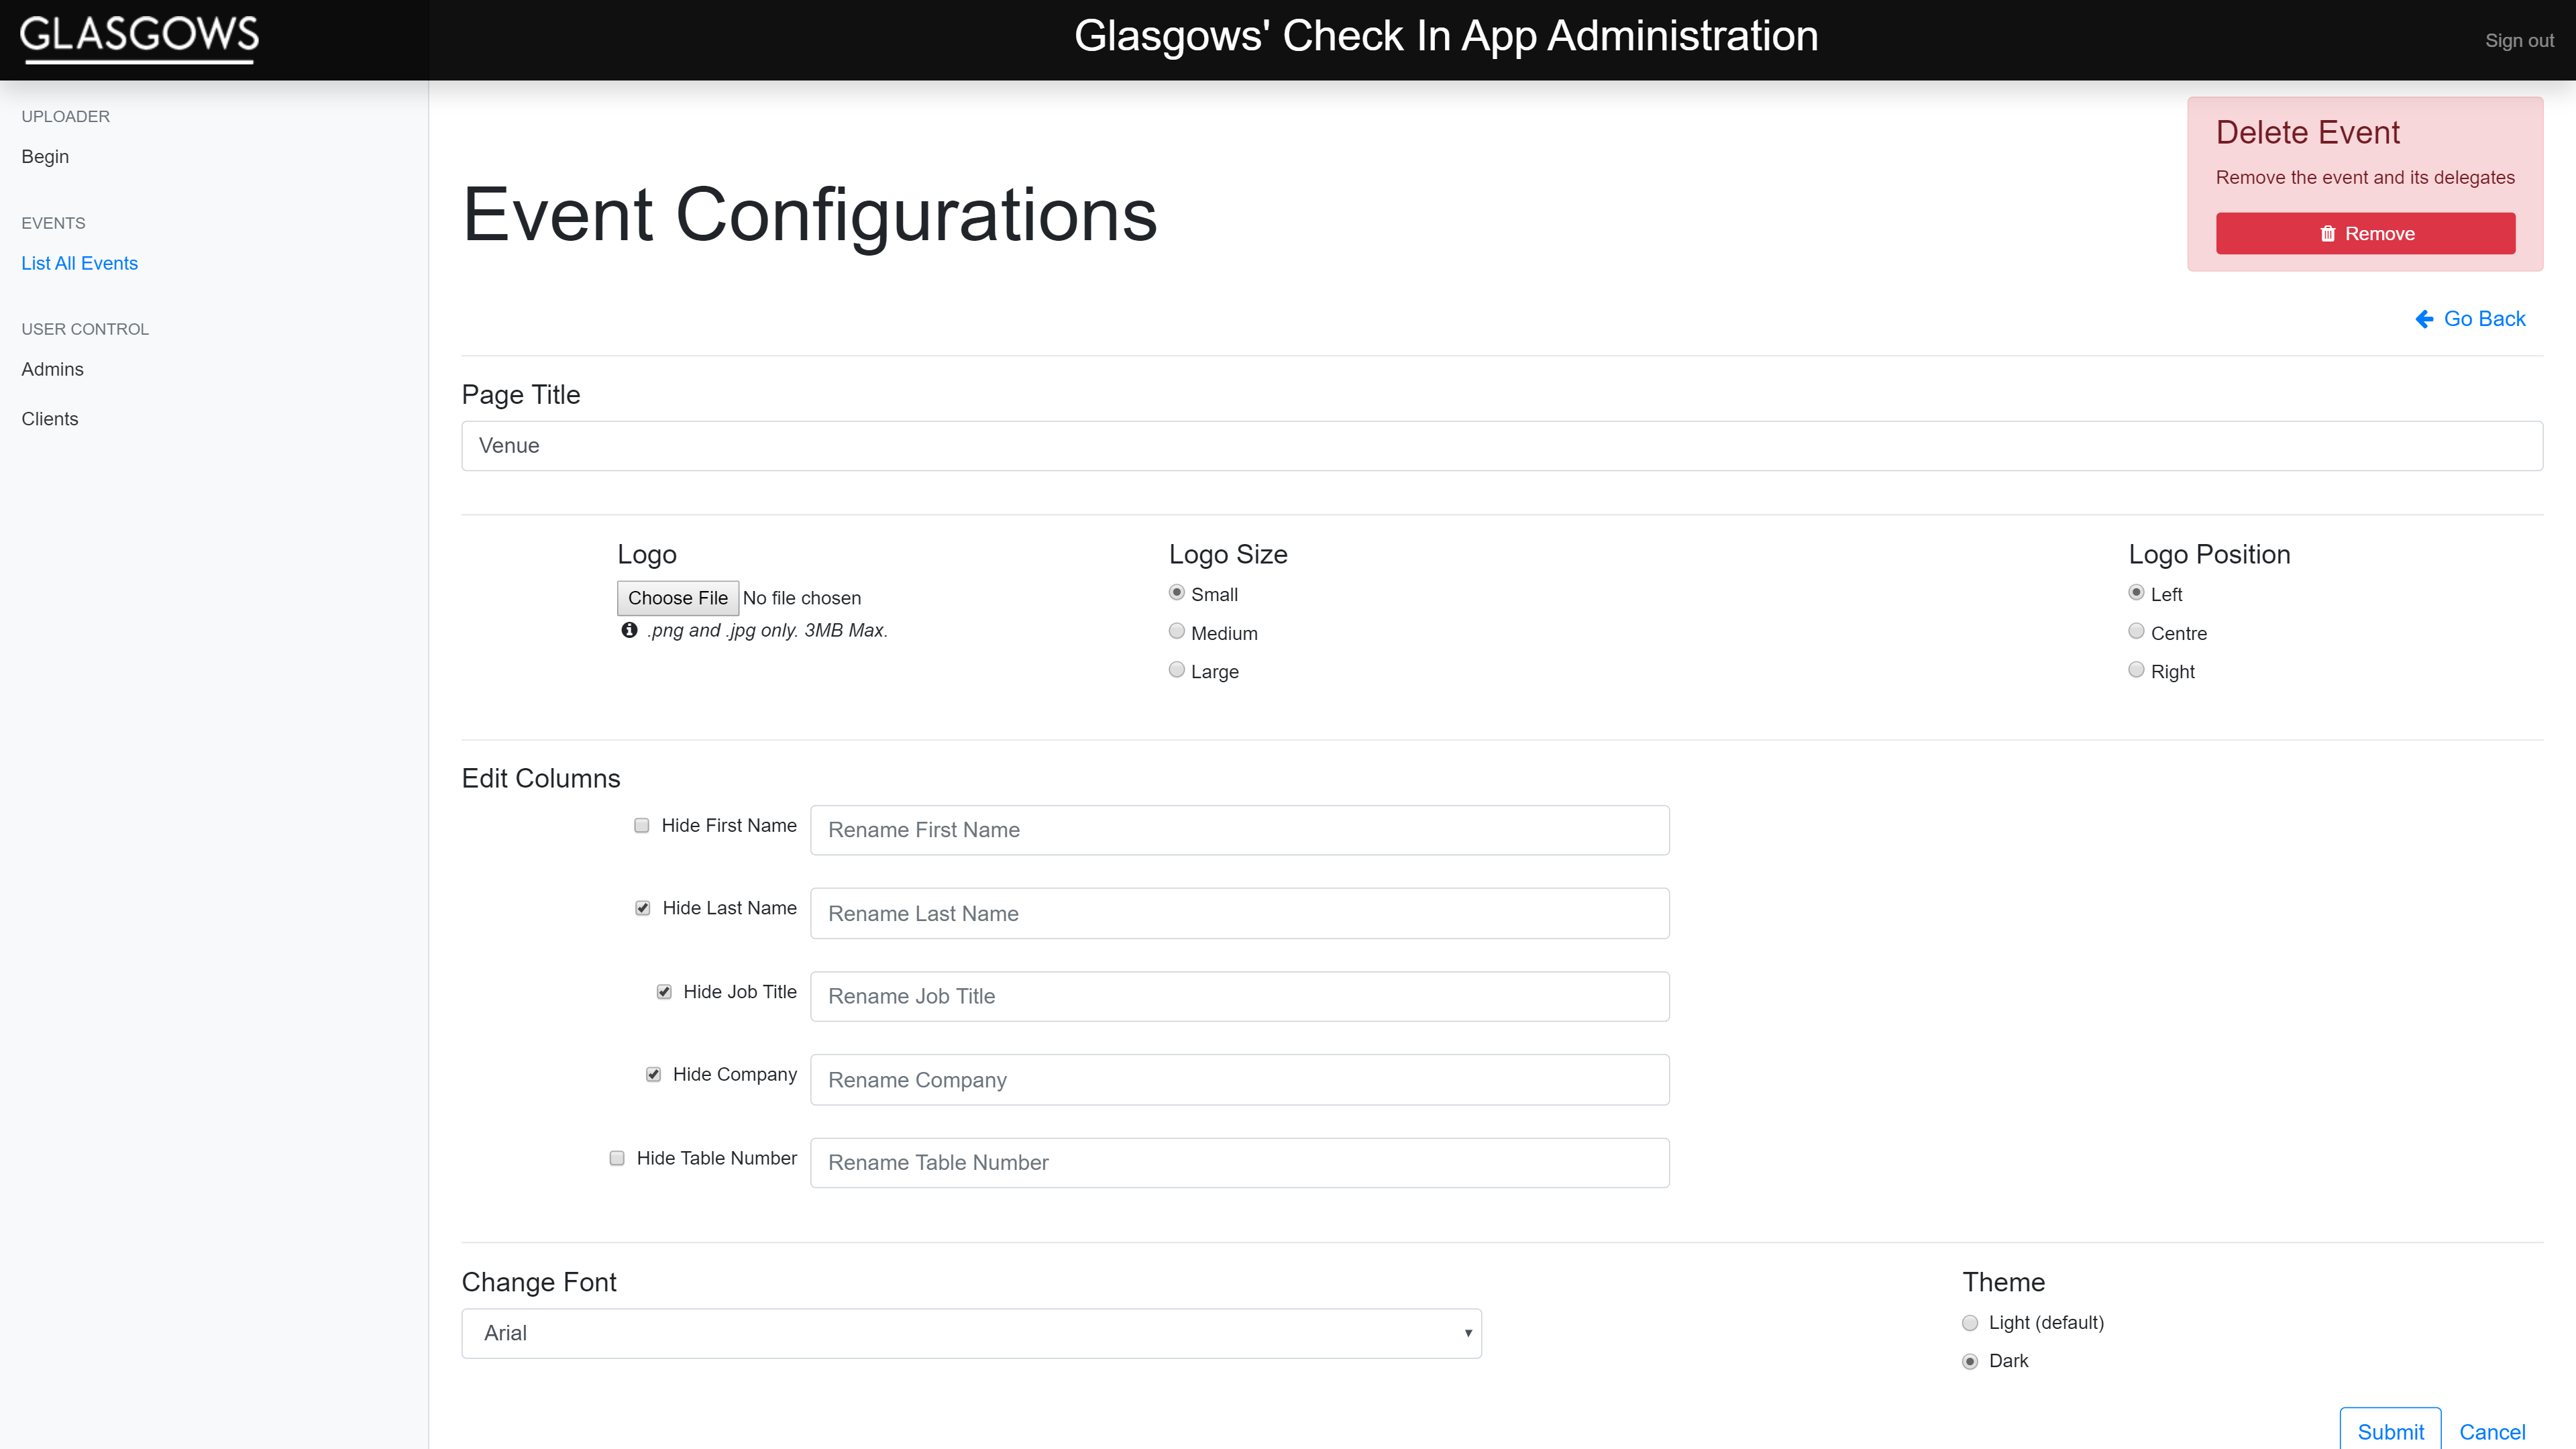 GLASGOWS
Glasgows' Check In App Administration
Sign out
UPLOADER
Begin
EVENTS
List All Events
USER CONTROL
Admins
Clients
Delete Event
Remove the event and its delegates
Remove
Event Configurations
Go Back
Page Title
Venue
Logo
Choose File No file chosen
.png and .jpg only. 3MB Max.
Logo Size
Small
Medium
Large
Logo Position
Left
Centre
Right
Edit Columns
Hide First Name Rename First Name
Hide Last Name Rename Last Name
Hide Job Title Rename Job Title
Hide Company Rename Company
Hide Table Number Rename Table Number
Change Font
Arial
Theme
Light (default)
Dark
Submit Cancel